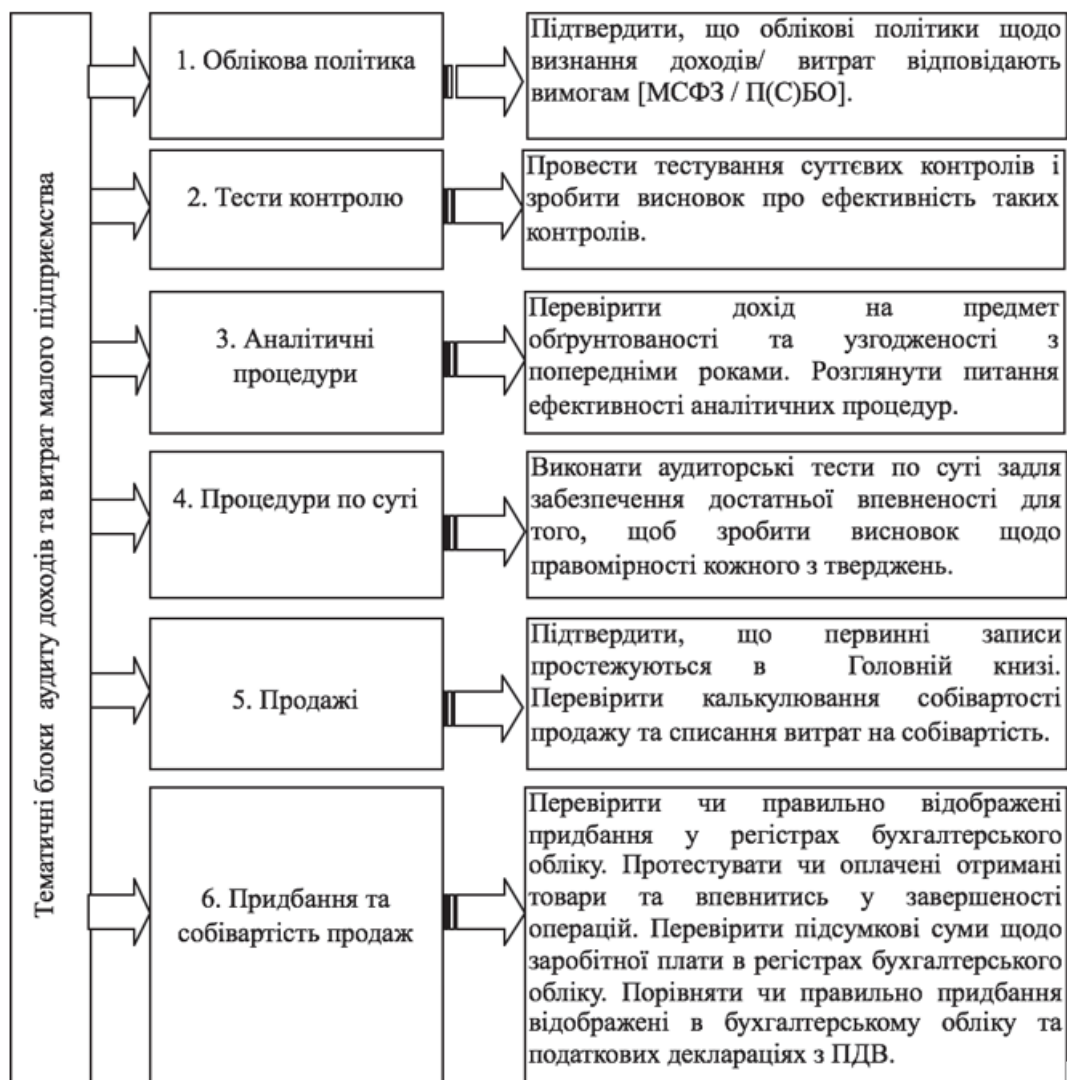 Тематичні блоки аудиту доходів та витрат малого підприємства
1. Облікова політика
Підтвердити, що облікові політики щодо
визнання доходів/ витрат відповідають
вимогам [МСФЗ / П(С)БО].
2. Тести контролю
Провести тестування суттєвих контролів і
зробити висновок про ефективність таких
контролів.
3. Аналітичні
процедури
Перевірити дохід на предмет
обґрунтованості та узгодженості з
попередніми роками. Розглянути питання
ефективності аналітичних процедур.
4. Процедури по суті
Виконати аудиторські тести по суті задля
забезпечення достатньої впевненості для
того, щоб зробити висновок щодо
правомірності кожного з тверджень.
5. Продажі
Підтвердити, що первинні записи
простежуються в Головній книзі.
Перевірити калькулювання собівартості
продажу та списання витрат на собівартість.
6. Придбання та
собівартість продаж
Перевірити чи правильно відображені
придбання у регістрах бухгалтерського
обліку. Протестувати чи оплачені отримані
товари та впевнитись у завершеності
операцій. Перевірити підсумкові суми щодо
заробітної плати в регістрах бухгалтерського
обліку. Порівняти чи правильно придбання
відображені в бухгалтерському обліку та
податкових деклараціях з ПДВ.